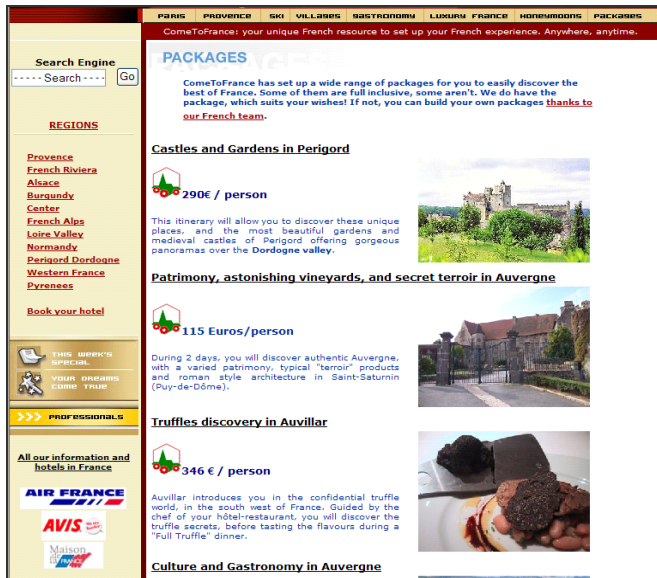 PARIS PROVENCE SKI VILLAGES GASTRONOMY LUXURY FRANCE HONEYMOONS PACKAGES
ComeToFrance: your unique French resource to set up your French experience. Anywhere, anytime.
Search Engine
- - - - - Search - - - - Go
REGIONS
Provence
French Riviera
Alsace
Burgundy
Center
French Alps
Loire Valley
Normandy
Perigord Dordogne
Western France
Pyrenees
Book your hotel
THIS WEEK'S
SPECIAL
YOUR DREAMS
COME TRUE
>>> PROFESSIONALS
All our information and
hotels in France
AIR FRANCE
AVIS
Maison
de la
FRANCE
PACKAGES
ComeToFrance has set up a wide range of packages for you to easily discover the
best of France. Some of them are full inclusive, some aren't. We do have the
package, which suits your wishes! If not, you can build your own packages thanks to
our French team.
Castles and Gardens in Perigord
290€ / person
This itinerary will allow you to discover these unique
places, and the most beautiful gardens and
medieval castles of Perigord offering gorgeous
panoramas over the Dordogne valley.
Patrimony, astonishing vineyards, and secret terroir in Auvergne
115 Euros/person
During 2 days, you will discover authentic Auvergne,
with a varied patrimony, typical "terroir" products
and roman style architecture in Saint-Saturnin
(Puy-de-Dôme).
Truffles discovery in Auvillar
346 € / person
Auvillar introduces you in the confidential truffle
world, in the south west of France. Guided by the
chef of your hôtel-restaurant, you will discover the
truffle secrets, before tasting the flavours during a
"Full Truffle" dinner.
Culture and Gastronomy in Auvergne